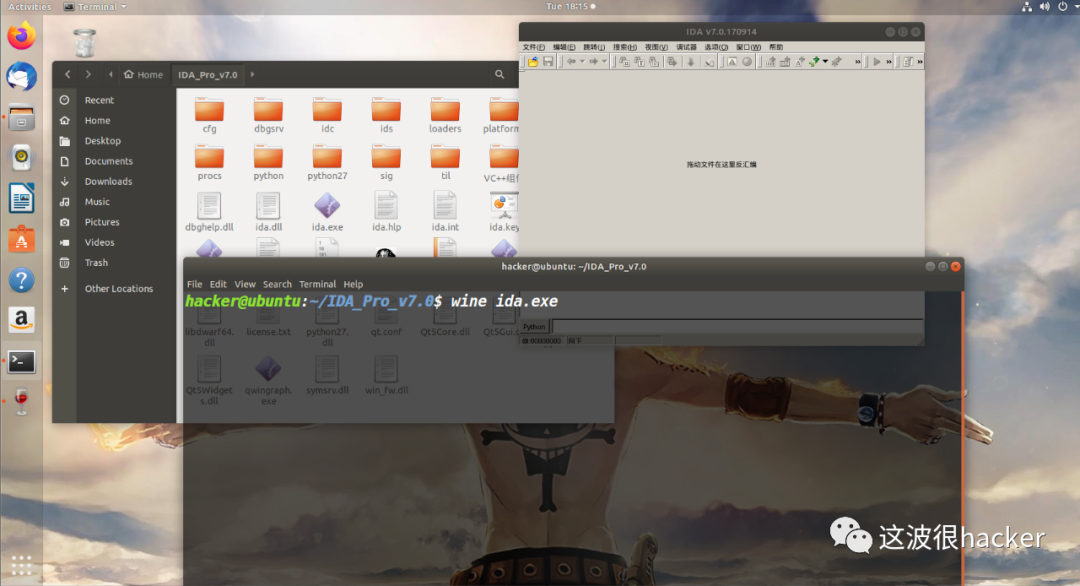 Activities Terminal Tue 18:15
IDA v7.0.170914
文件(F) 编辑(E) 跳转(J) 搜索(H) 视图(V) 调试器 选项(O) 窗口(W) 帮助
Home IDA_Pro_v7.0
Recent
Home
Desktop
Documents
Downloads
Music
Pictures
Videos
Trash
Other Locations
cfg dbgsrv idc ids loaders platform
procs python python27 sig til VC++组
dbghelp.dll ida.dll ida.exe ida.hlp ida.int ida.key
拖动文件在这里反汇编
hacker@ubuntu: ~/IDA_Pro_v7.0
File Edit View Search Terminal Help
hacker@ubuntu:~/IDA_Pro_v7.0$ wine ida.exe
libdwarf64.dll license.txt python27.dll qt.conf Qt5Core.dll Qt5Gui.
Python
向下
Qt5Widgets.dll qwingraph.exe symsrv.dll win_fw.dll
这波很hacker